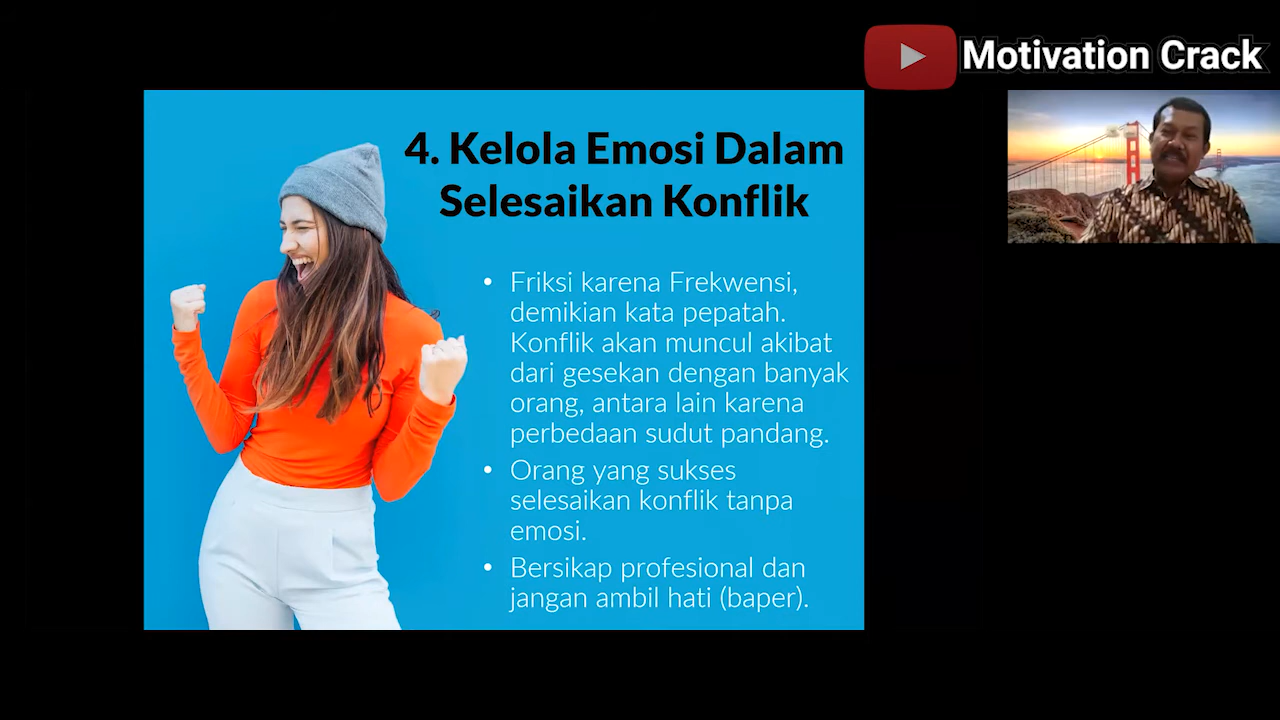 Motivation Crack
4. Kelola Emosi Dalam
Selesaikan Konflik
• Friksi karena Frekwensi,
demikian kata pepatah.
Konflik akan muncul akibat
dari gesekan dengan banyak
orang, antara lain karena
perbedaan sudut pandang.
• Orang yang sukses
selesaikan konflik tanpa
emosi.
• Bersikap profesional dan
jangan ambil hati (baper).